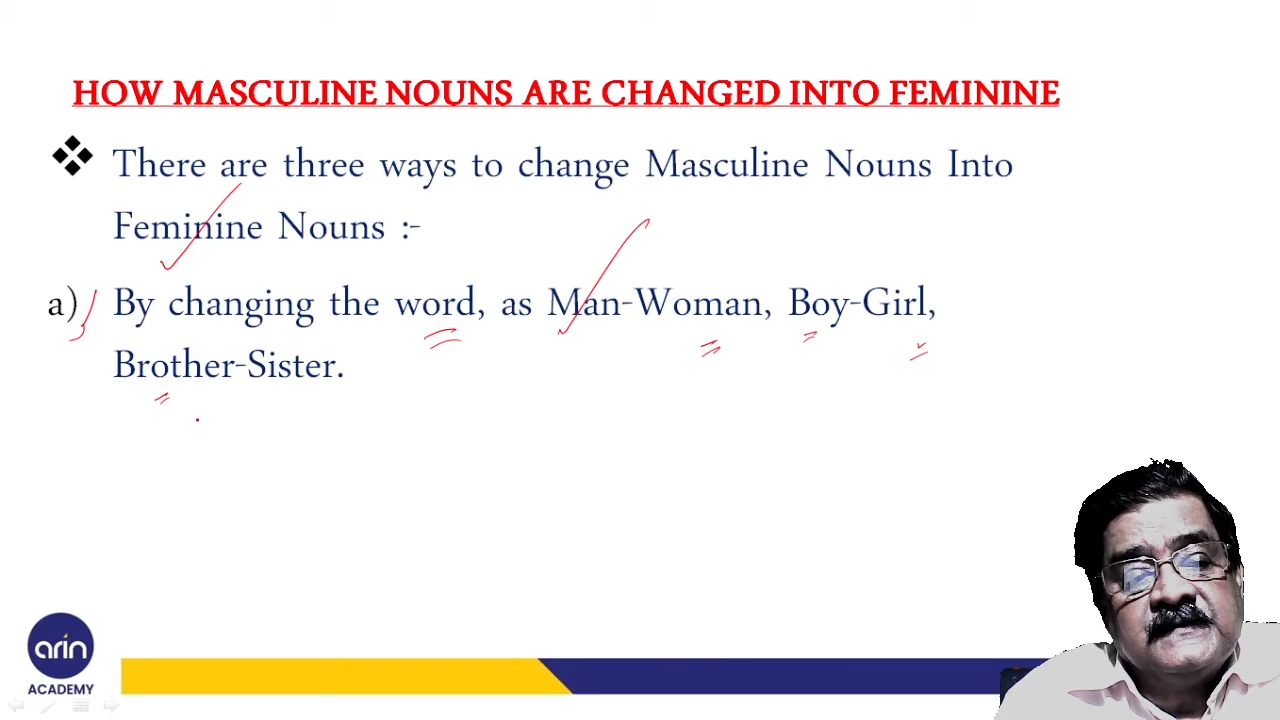 HOW MASCULINE NOUNS ARE CHANGED INTO FEMININE
❖ There are three ways to change Masculine Nouns Into
Feminine Nouns :-
a) By changing the word, as Man-Woman, Boy-Girl,
Brother-Sister.
arin
ACADEMY